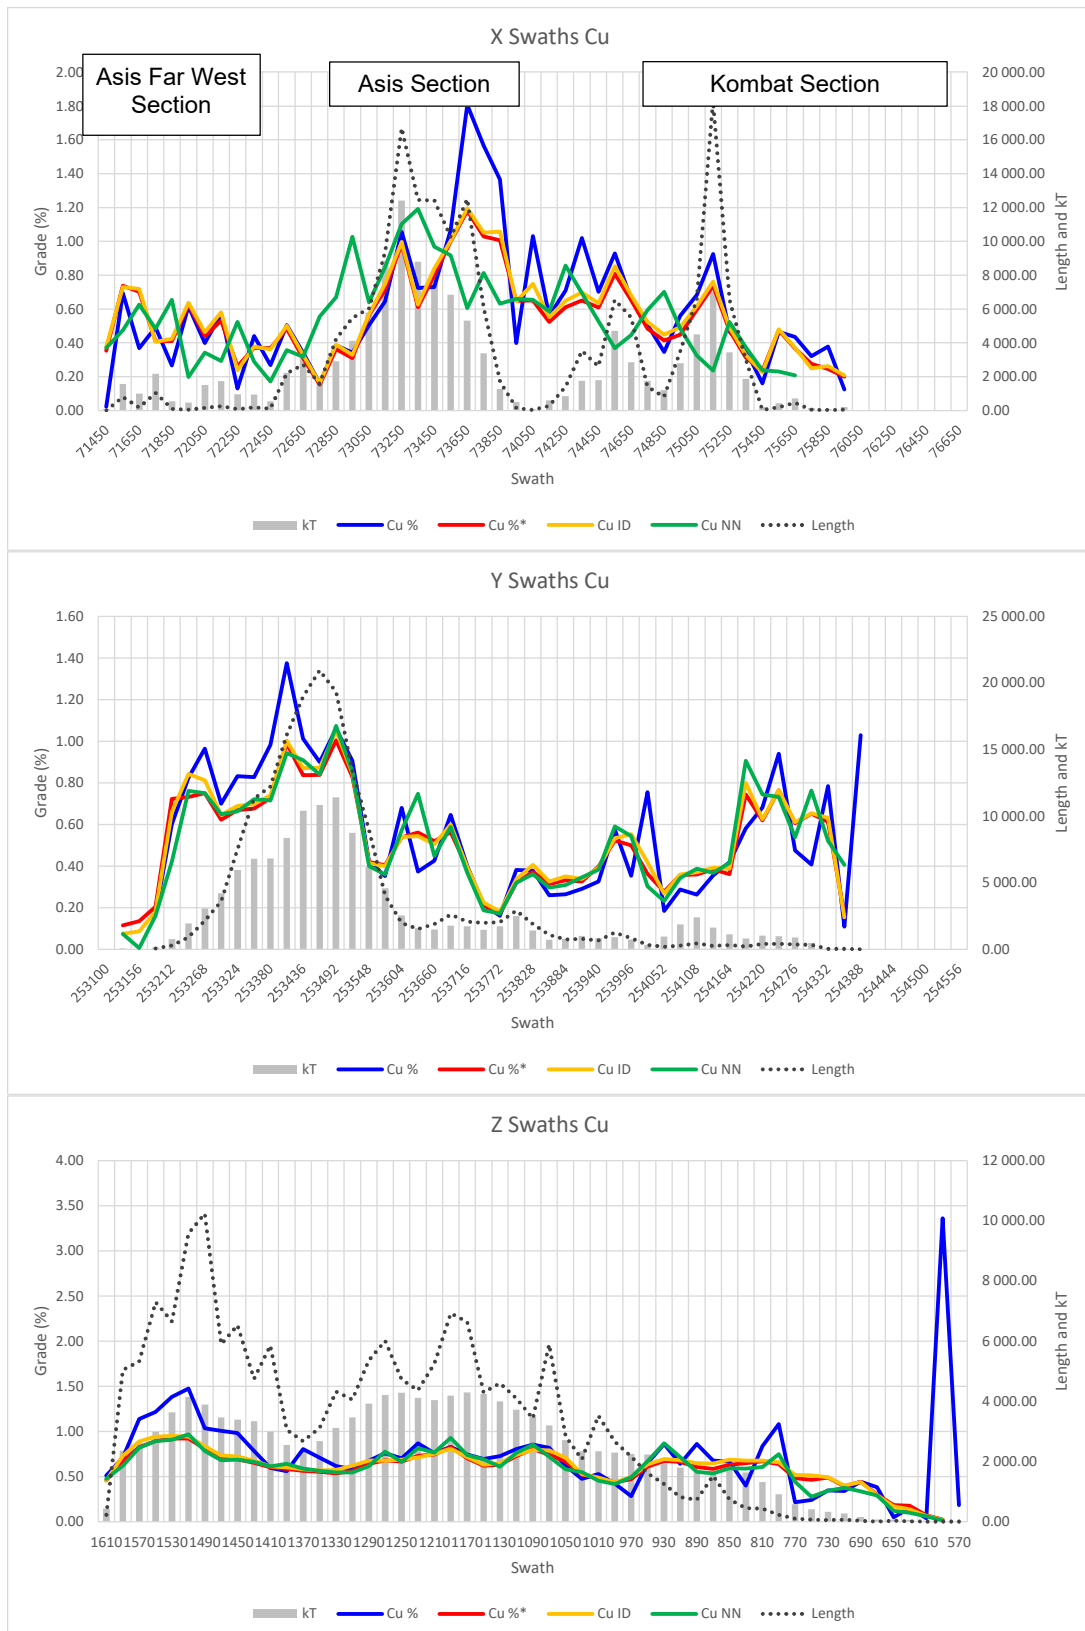 X Swaths Cu
Asis Far West
Section
Asis Section
Kombat Section
2.00
1.80
1.60
1.40
1.20
1.00
0.80
0.60
0.40
0.20
0.00
Grade (%)
20 000.00
18 000.00
16 000.00
14 000.00
12 000.00
10 000.00
8 000.00
6 000.00
4 000.00
2 000.00
0.00
Length and kT
71450 71650 71850 72050 72250 72450 72650 72850 73050 73250 73450 73650 73850 74050 74250 74450 74650 74850 75050 75250 75450 75650 75850 76050 76250 76450 76650
Swath
kT Cu % Cu %* Cu ID Cu NN Length
Y Swaths Cu
1.60
1.40
1.20
1.00
0.80
0.60
0.40
0.20
0.00
Grade (%)
25 000.00
20 000.00
15 000.00
10 000.00
5 000.00
0.00
Length and kT
253100 253156 253212 253268 253324 253380 253436 253492 253548 253604 253660 253716 253772 253828 253884 253940 253996 254052 254108 254164 254220 254276 254332 254388 254444 254500 254556
Swath
kT Cu % Cu %* Cu ID Cu NN Length
Z Swaths Cu
4.00
3.50
3.00
2.50
2.00
1.50
1.00
0.50
0.00
Grade (%)
12 000.00
10 000.00
8 000.00
6 000.00
4 000.00
2 000.00
0.00
Length and kT
1610 1570 1530 1490 1450 1410 1370 1330 1290 1250 1210 1170 1130 1090 1050 1010 970 930 890 850 810 770 730 690 650 610 570
Swath
kT Cu % Cu %* Cu ID Cu NN Length